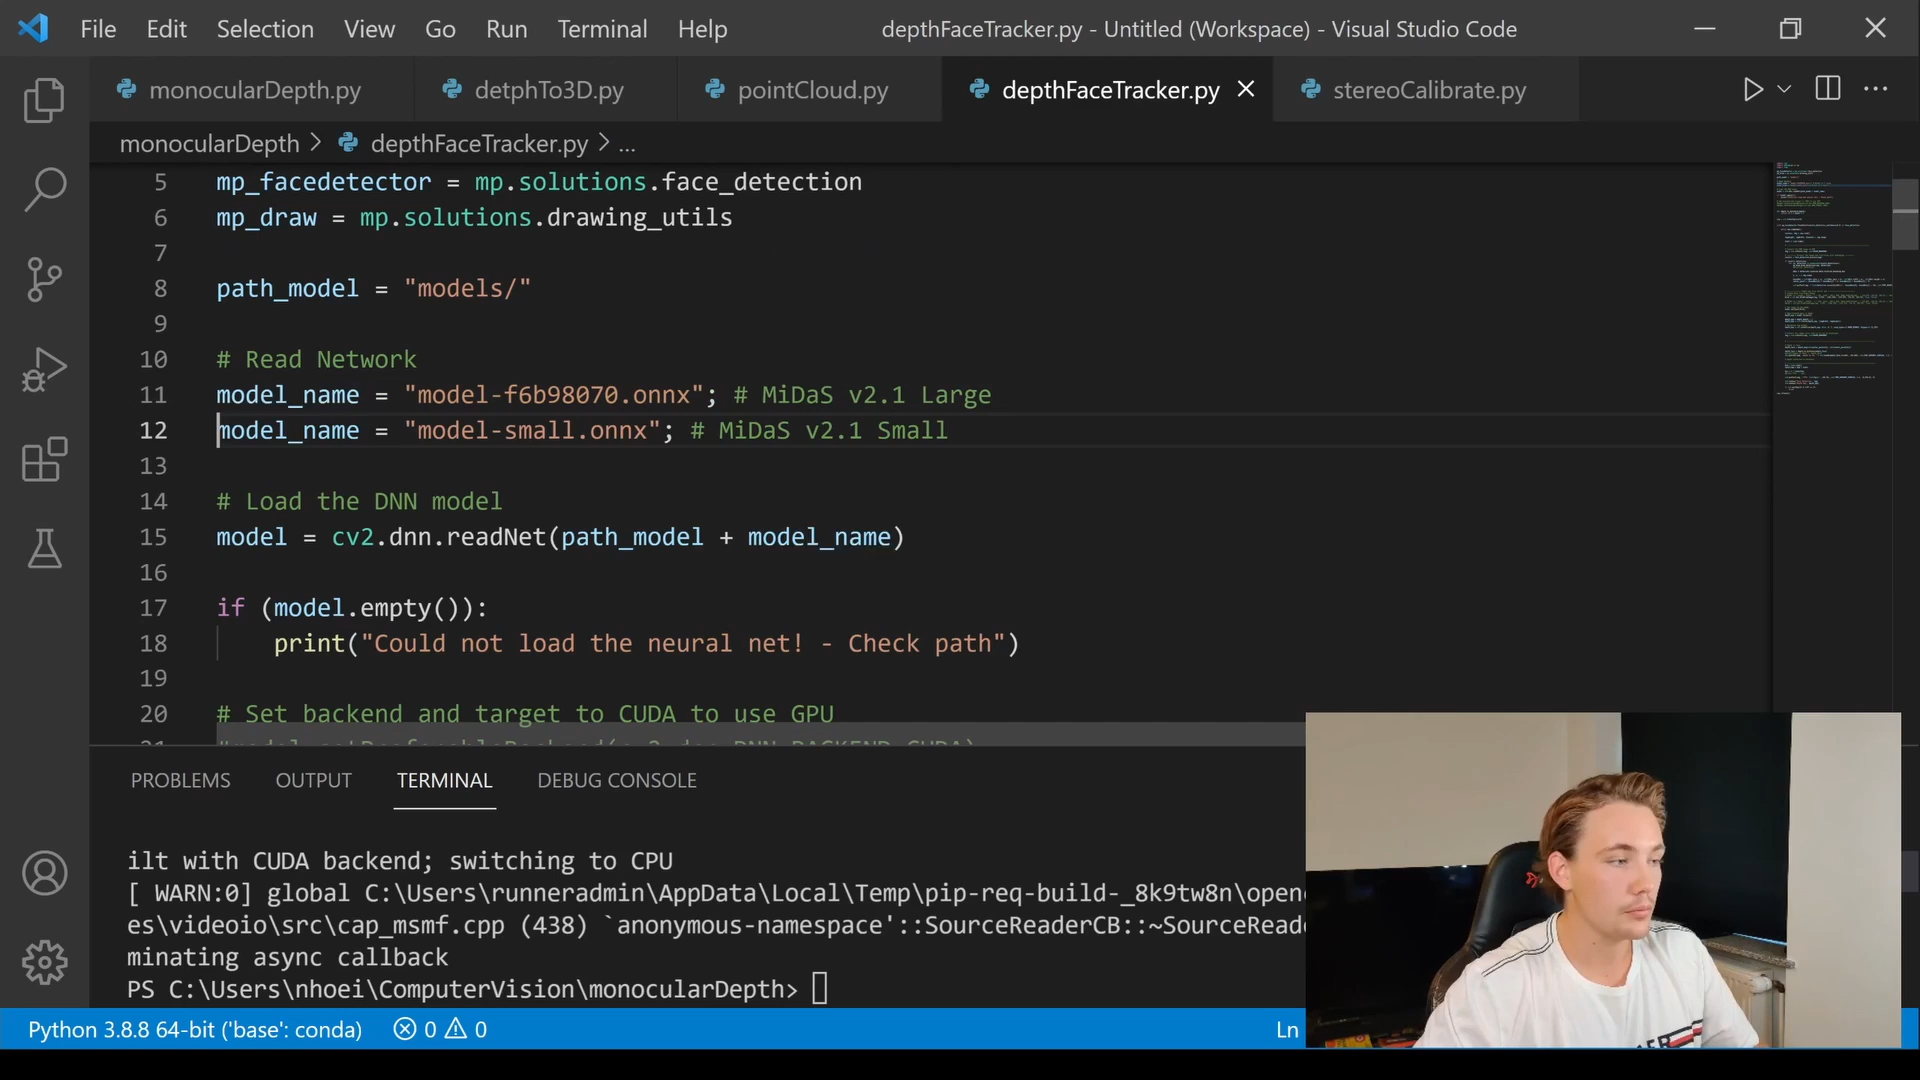 File Edit Selection View Go Run Terminal Help depthFaceTracker.py - Untitled (Workspace) - Visual Studio Code
monocularDepth.py detphTo3D.py pointCloud.py depthFaceTracker.py stereoCalibrate.py
monocularDepth > depthFaceTracker.py > ...
5 mp_facedetector = mp.solutions.face_detection
6 mp_draw = mp.solutions.drawing_utils
7
8 path_model = "models/"
9
10 # Read Network
11 model_name = "model-f6b98070.onnx"; # MiDaS v2.1 Large
12 model_name = "model-small.onnx"; # MiDaS v2.1 Small
13
14 # Load the DNN model
15 model = cv2.dnn.readNet(path_model + model_name)
16
17 if (model.empty()):
18 print("Could not load the neural net! - Check path")
19
20 # Set backend and target to CUDA to use GPU
PROBLEMS OUTPUT TERMINAL DEBUG CONSOLE
ilt with CUDA backend; switching to CPU
[ WARN:0] global C:\Users\runneradmin\AppData\Local\Temp\pip-req-build-_8k9tw8n\openc
es\videoio\src\cap_msmf.cpp (438) `anonymous-namespace'::SourceReaderCB::~SourceReade
minating async callback
PS C:\Users\nhoei\ComputerVision\monocularDepth>
Python 3.8.8 64-bit ('base': conda) 0 0 Ln